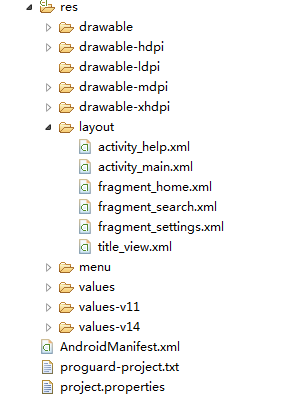 res
drawable
drawable-hdpi
drawable-ldpi
drawable-mdpi
drawable-xhdpi
layout
activity_help.xml
activity_main.xml
fragment_home.xml
fragment_search.xml
fragment_settings.xml
title_view.xml
menu
values
values-v11
values-v14
AndroidManifest.xml
proguard-project.txt
project.properties